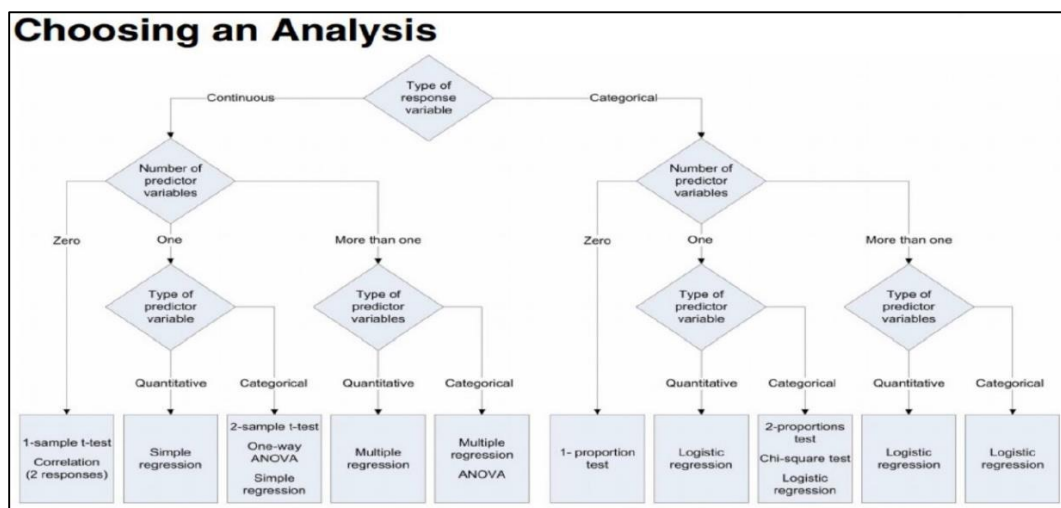 Choosing an Analysis
Type of
response
variable
Continuous
Categorical
Number of
predictor
variables
Number of
predictor
variables
Zero
One
More than one
Zero
One
More than one
Type of
predictor
variable
Type of
predictor
variables
Type of
predictor
variable
Type of
predictor
variables
Quantitative
Categorical
Quantitative
Categorical
Quantitative
Categorical
Quantitative
Categorical
1-sample t-test
Correlation
(2 responses)
Simple
regression
2-sample t-test
One-way
ANOVA
Simple
regression
Multiple
regression
Multiple
regression
ANOVA
1- proportion
test
Logistic
regression
2-proportions
test
Chi-square test
Logistic
regression
Logistic
regression
Logistic
regression